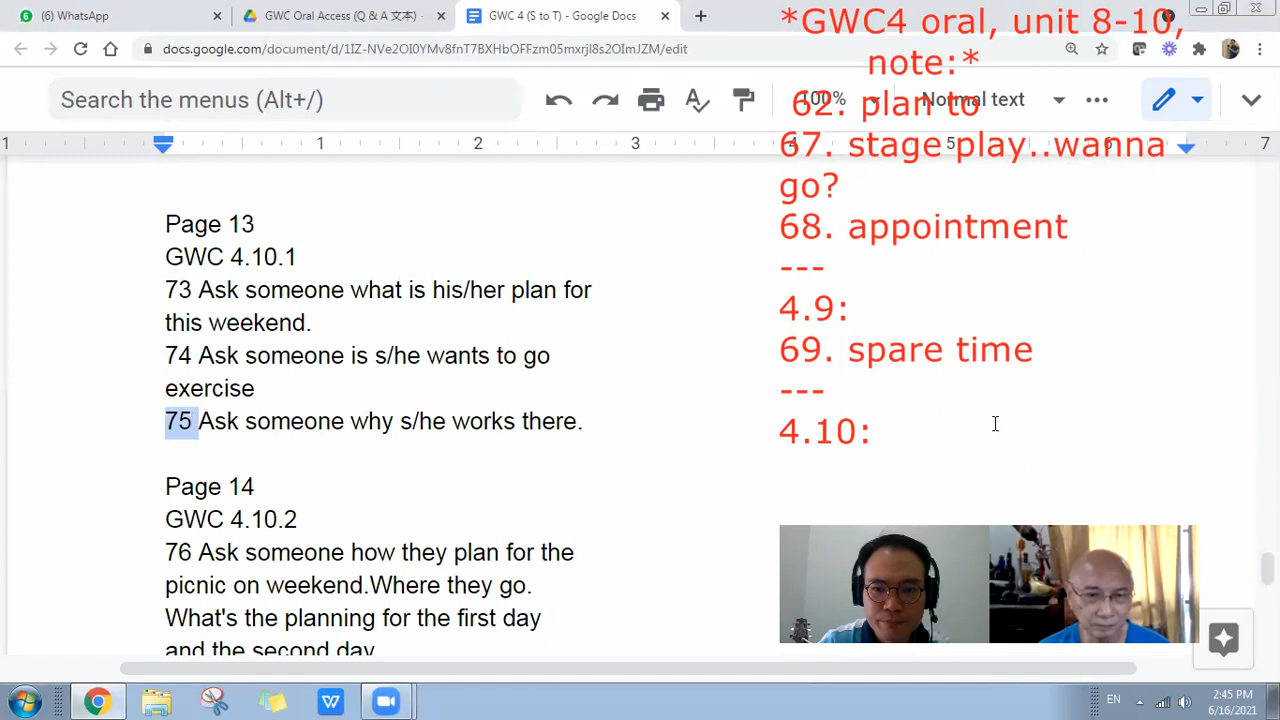 (6) WhatsApp
GWC Oral Access (Q & A 文本)
GWC 4 (S to T) - Google Docs
docs.google.com/document/d/1IZ-NVe2OI0YMv8fnT7BXHbOFFzm05mxrjl8s2OImJZM/edit
Search the menus (Alt+/)
100%
Normal text
1 1 2 3 4 5 6 7
Page 13
GWC 4.10.1
73 Ask someone what is his/her plan for
this weekend.
74 Ask someone is s/he wants to go
exercise
75 Ask someone why s/he works there.
Page 14
GWC 4.10.2
76 Ask someone how they plan for the
picnic on weekend.Where they go.
What's the planning for the first day
and the second day
*GWC4 oral, unit 8-10,
note:*
62. plan to
67. stage play..wanna
go?
68. appointment
---
4.9:
69. spare time
---
4.10:
EN
2:45 PM
6/16/2021